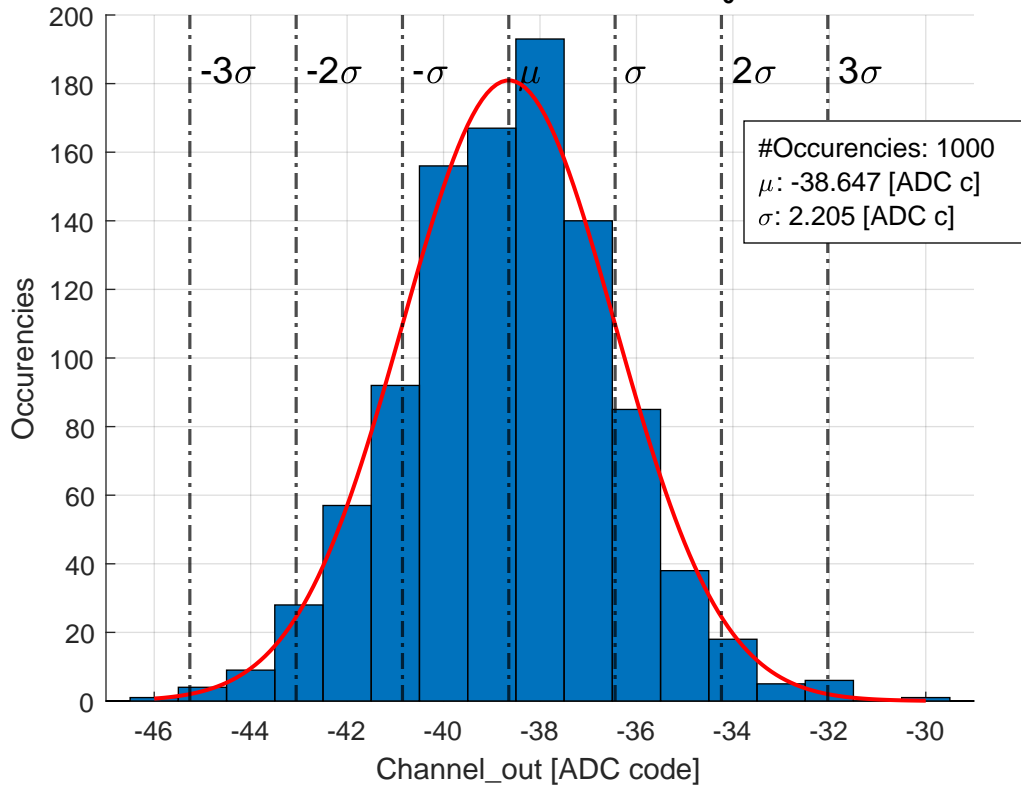 200
180
160
140
120
100
80
60
40
20
0
-3σ
-2σ
-σ
μ
σ
2σ
3σ
#Occurencies: 1000
μ: -38.647 [ADC c]
σ: 2.205 [ADC c]
Occurencies
-46
-44
-42
-40
-38
-36
-34
-32
-30
Channel_out [ADC code]